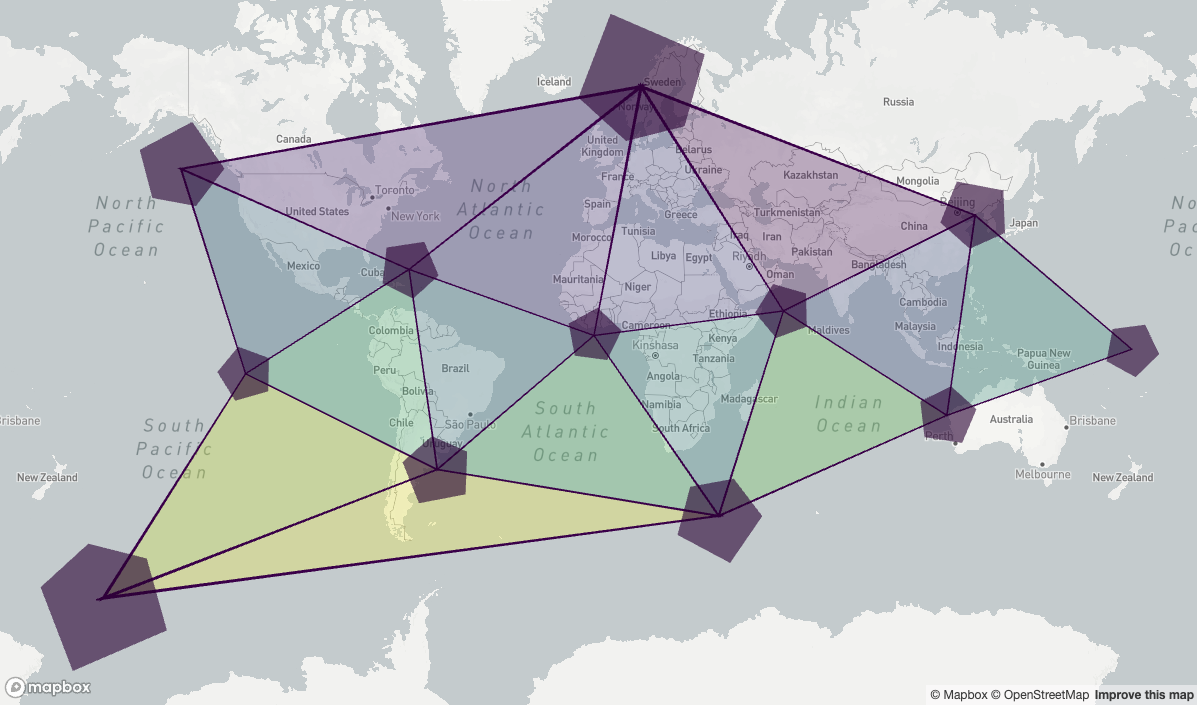 Iceland
Sweden
Norway
Russia
Canada
United
Kingdom
Belarus
Ukraine
France
Kazakhstan
Mongolia
Toronto
North
Atlantic
Ocean
North
Pacific
Ocean
United States
New York
Spain
Greece
Turkmenistan
Beijing
Japan
China
No
Pac
Oc
Morocco
Tunisia
Iraq
Iran
Pakistan
Libya
Egypt
Riyadh
Bangladesh
Mexico
Cuba
Mauritania
Niger
Oman
Cambodia
Ethiopia
Maldives
Malaysia
Colombia
Cameroon
Kenya
Kinshasa
Tanzania
Indonesia
Papua New
Guinea
Peru
Brazil
Angola
Bolivia
Namibia
Madagascar
Indian
Ocean
South
Atlantic
Ocean
Chile
São Paulo
South Africa
Uruguay
South
Pacific
Ocean
Brisbane
Perth
Australia
Brisbane
Melbourne
New Zealand
New Zealand
mapbox
© Mapbox © OpenStreetMap Improve this map